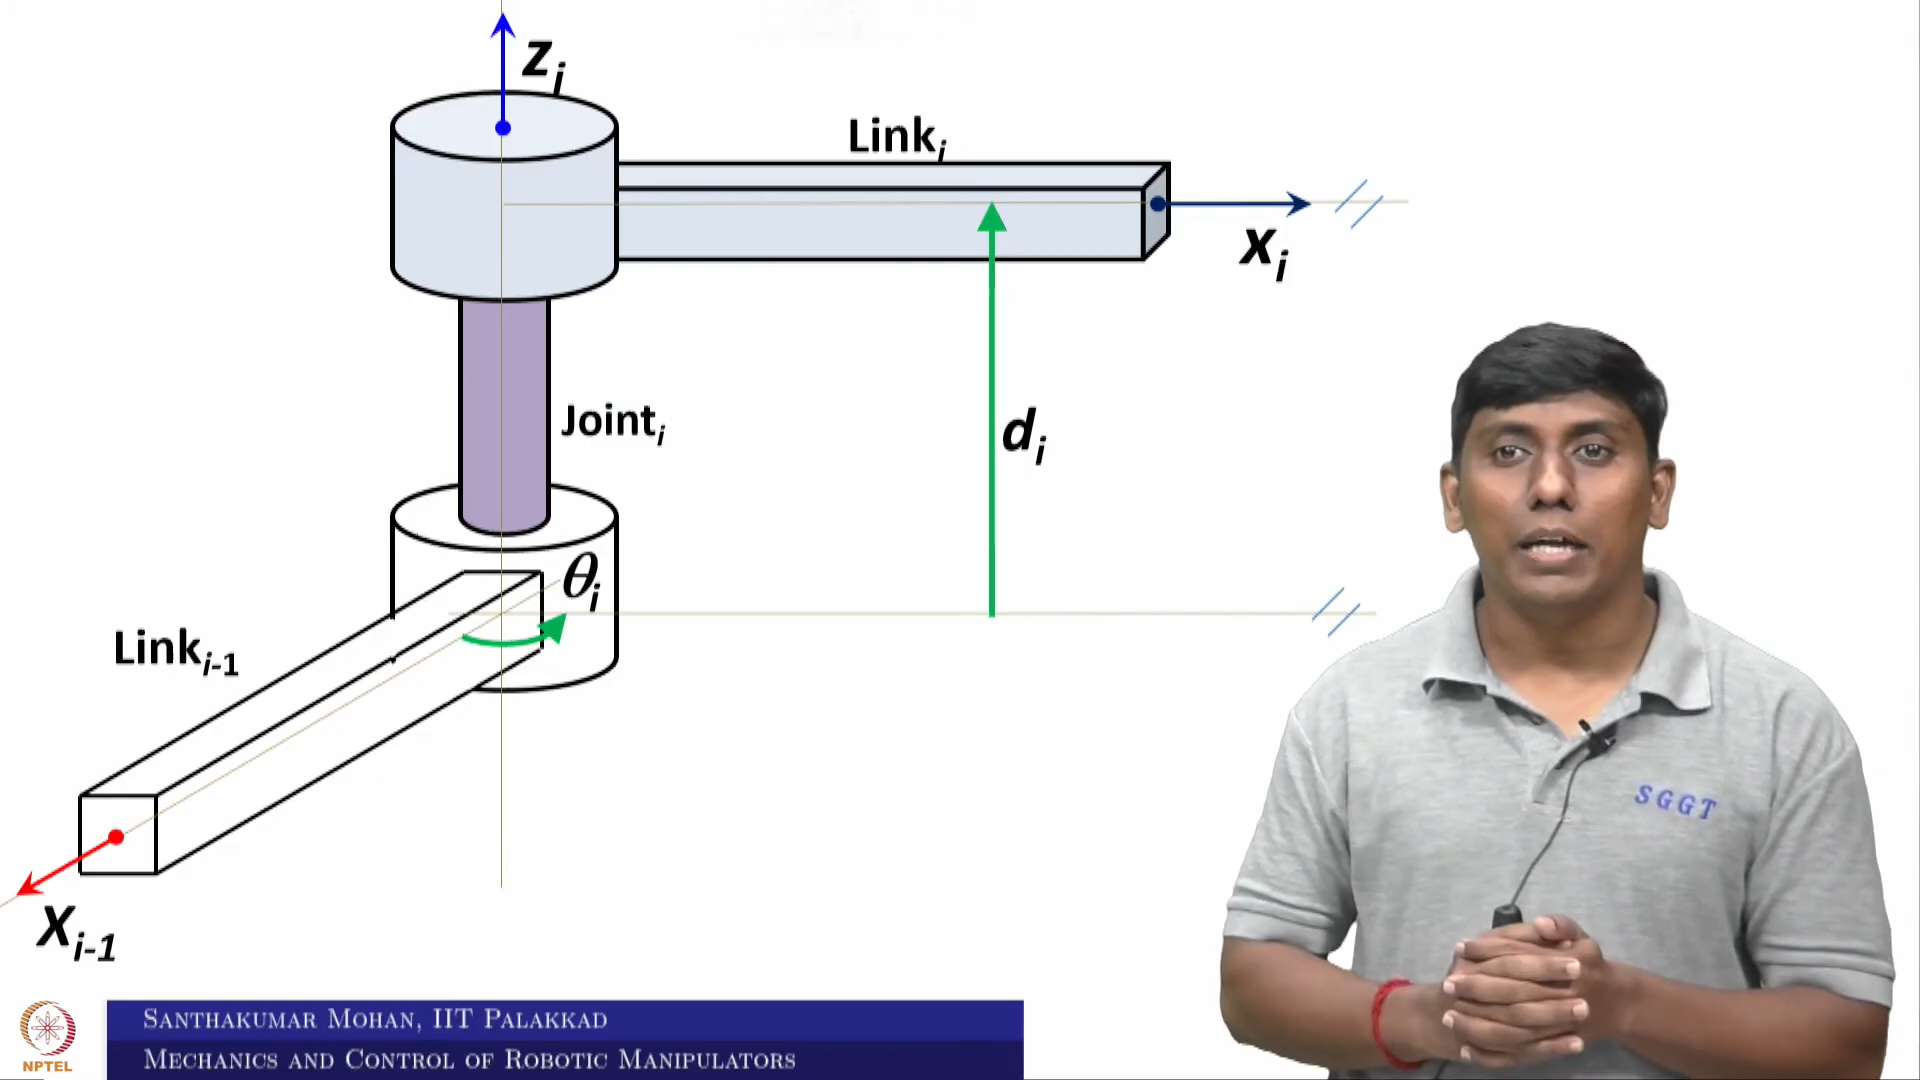 z_i
Link_i
x_i
Joint_i
d_i
θ_i
Link_i-1
X_i-1
SGGT
SANTHAKUMAR MOHAN, IIT PALAKKAD
MECHANICS AND CONTROL OF ROBOTIC MANIPULATORS
NPTEL